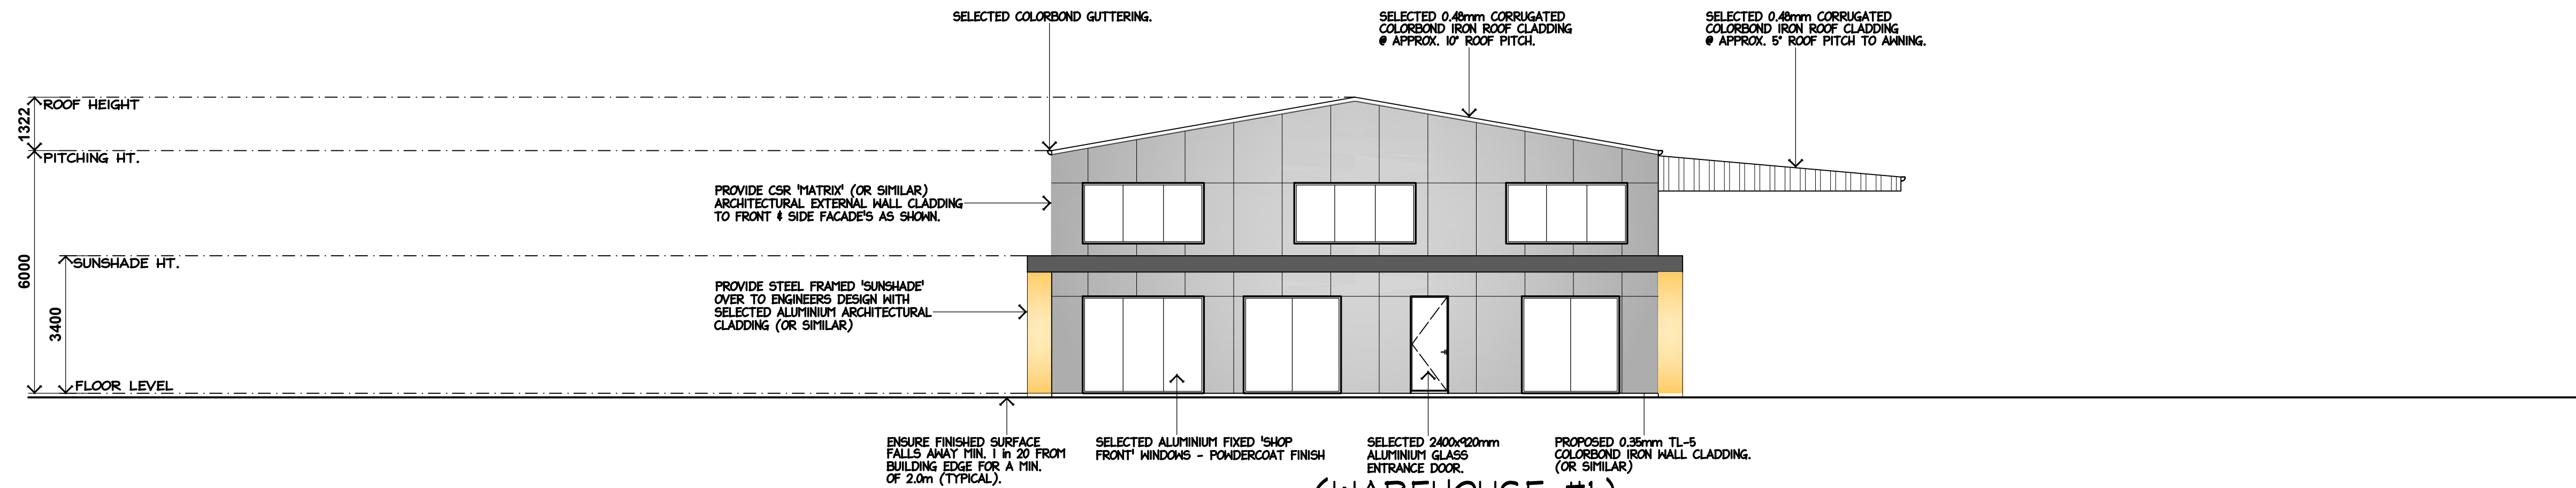 SELECTED COLORBOND GUTTERING.
SELECTED 0.48mm CORRUGATED
COLORBOND IRON ROOF CLADDING
@ APPROX. 10° ROOF PITCH.
SELECTED 0.48mm CORRUGATED
COLORBOND IRON ROOF CLADDING
@ APPROX. 5° ROOF PITCH TO AWNING.
ROOF HEIGHT
1322
PITCHING HT.
PROVIDE CSR 'MATRIX' (OR SIMILAR)
ARCHITECTURAL EXTERNAL WALL CLADDING
TO FRONT & SIDE FACADE'S AS SHOWN.
6000
SUNSHADE HT.
3400
PROVIDE STEEL FRAMED 'SUNSHADE'
OVER TO ENGINEERS DESIGN WITH
SELECTED ALUMINIUM ARCHITECTURAL
CLADDING (OR SIMILAR)
FLOOR LEVEL
ENSURE FINISHED SURFACE
FALLS AWAY MIN. 1 in 20 FROM
BUILDING EDGE FOR A MIN.
OF 2.0m (TYPICAL).
SELECTED ALUMINIUM FIXED 'SHOP
FRONT' WINDOWS - POWDERCOAT FINISH
SELECTED 2400x920mm
ALUMINIUM GLASS
ENTRANCE DOOR.
PROPOSED 0.35mm TL-5
COLORBOND IRON WALL CLADDING.
(OR SIMILAR)
(WAREHOUSE #1)